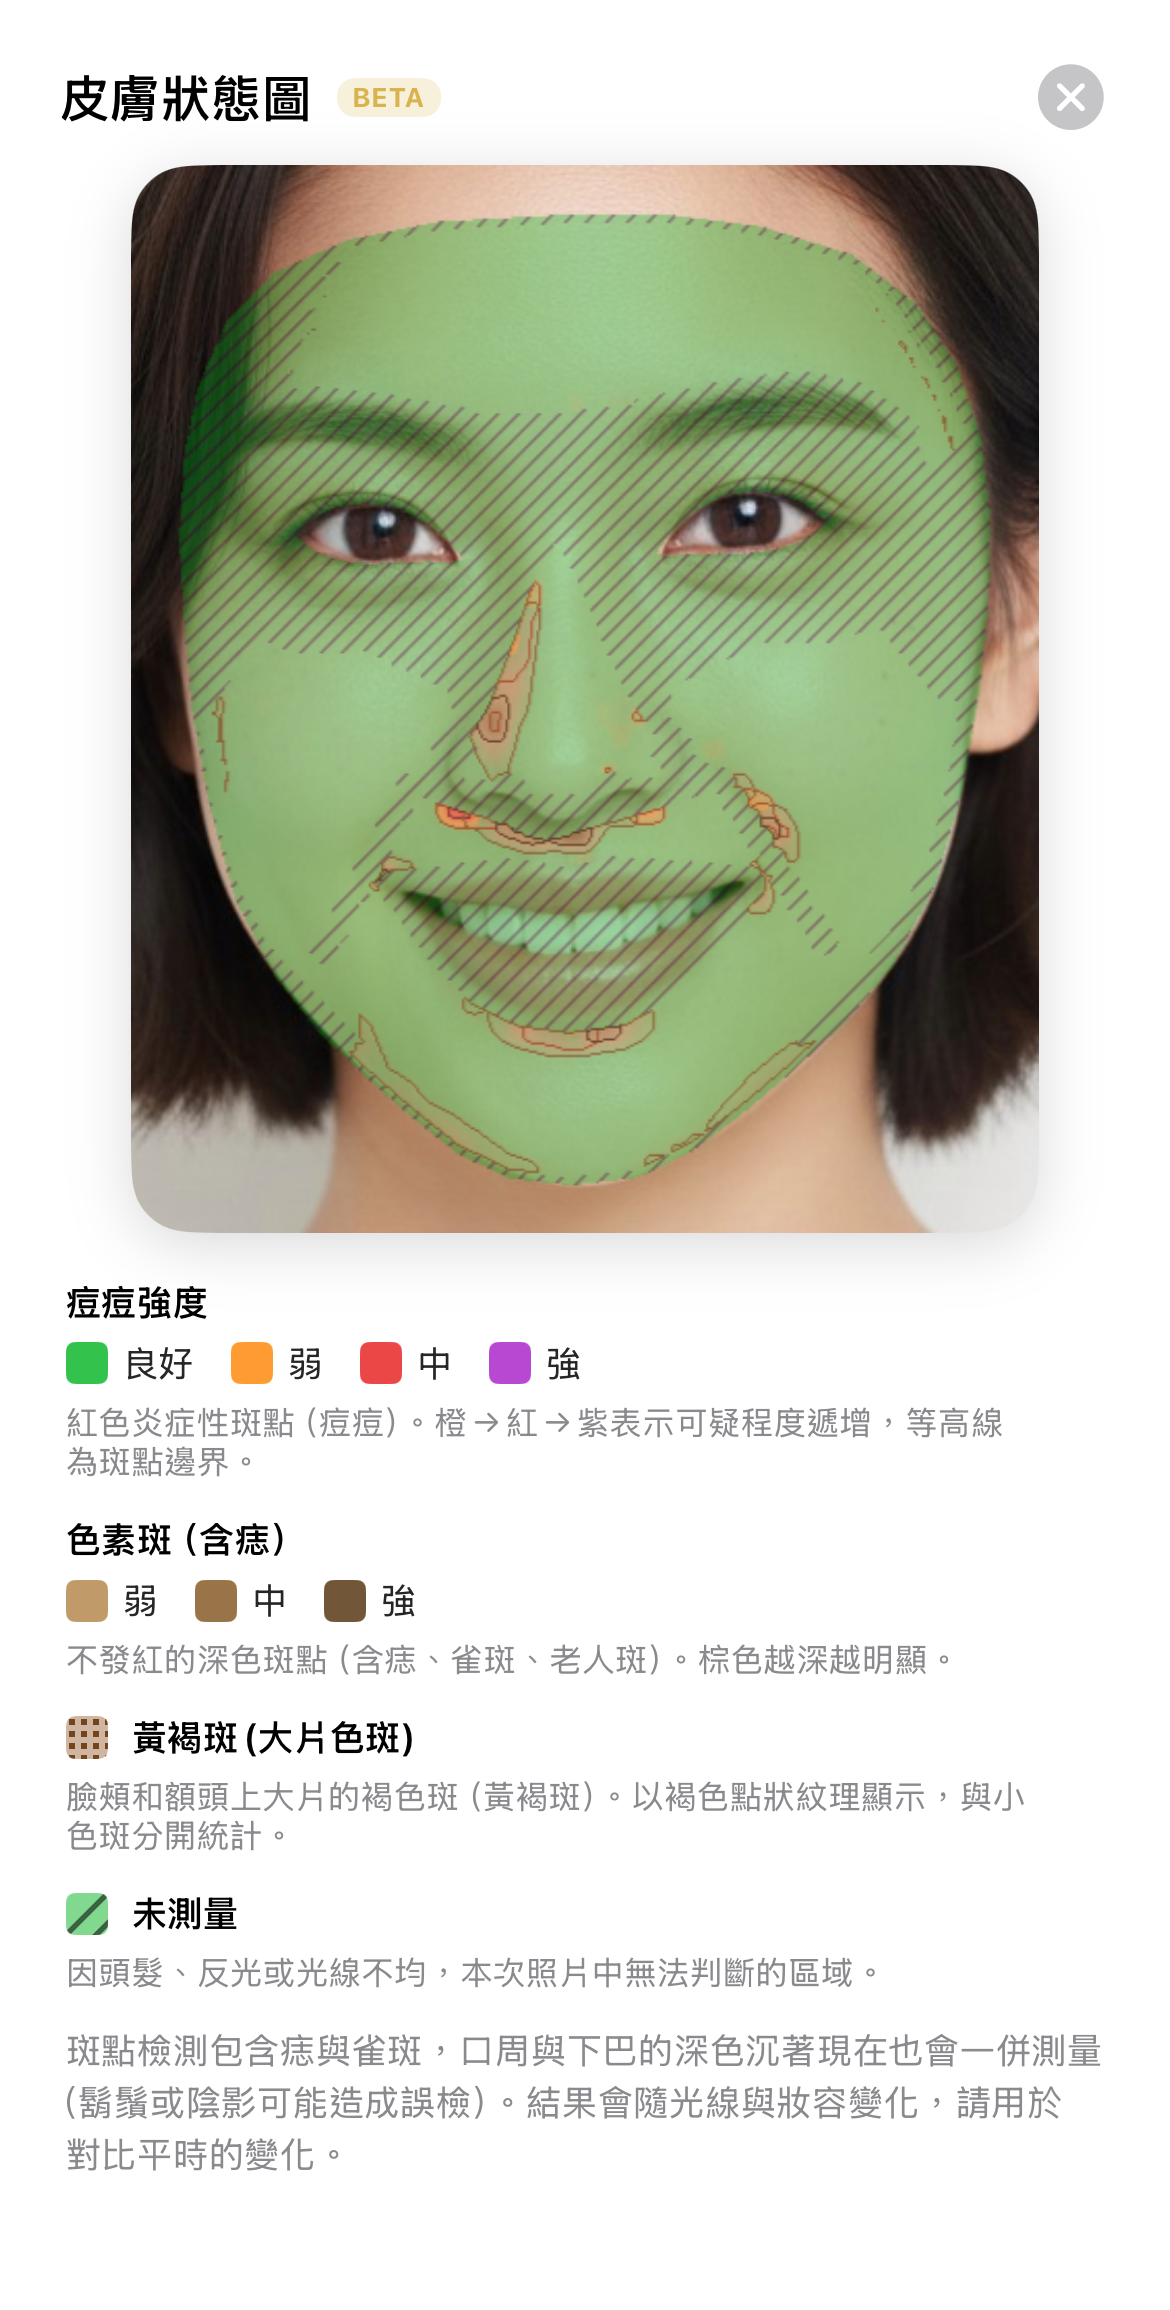 皮膚狀態圖 BETA
痘痘強度
良好 弱 中 強
紅色炎症性斑點 (痘痘)。橙→紅→紫表示可疑程度遞增，等高線
為斑點邊界。
色素斑 (含痣)
弱 中 強
不發紅的深色斑點 (含痣、雀斑、老人斑)。棕色越深越明顯。
黃褐斑 (大片色斑)
臉頰和額頭上大片的褐色斑 (黃褐斑)。以褐色點狀紋理顯示，與小
色斑分開統計。
未測量
因頭髮、反光或光線不均，本次照片中無法判斷的區域。
斑點檢測包含痣與雀斑，口周與下巴的深色沉著現在也會一併測量
(鬍鬚或陰影可能造成誤檢)。結果會隨光線與妝容變化，請用於
對比平時的變化。